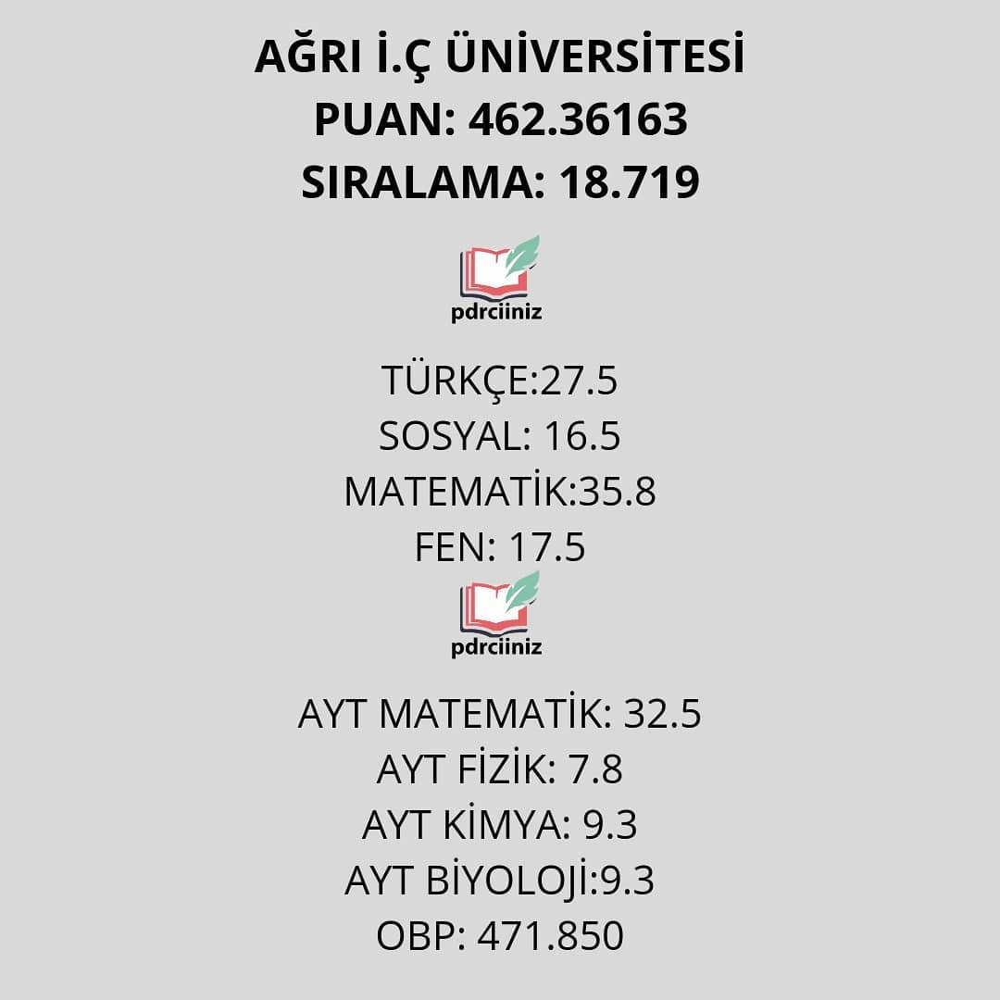 AĞRI İ.Ç ÜNİVERSİTESİ
PUAN: 462.36163
SIRALAMA: 18.719
pdrciiniz
TÜRKÇE:27.5
SOSYAL: 16.5
MATEMATİK:35.8
FEN: 17.5
pdrciiniz
AYT MATEMATİK: 32.5
AYT FİZİK: 7.8
AYT KİMYA: 9.3
AYT BİYOLOJİ:9.3
OBP: 471.850